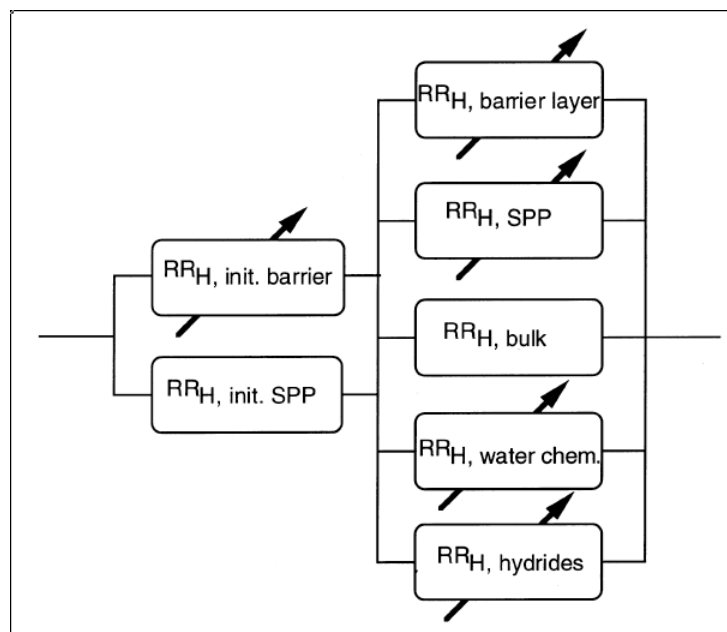 RRH, barrier layer
RRH, SPP
RRH, init. barrier
RRH, bulk
RRH, init. SPP
RRH, water chem.
RRH, hydrides